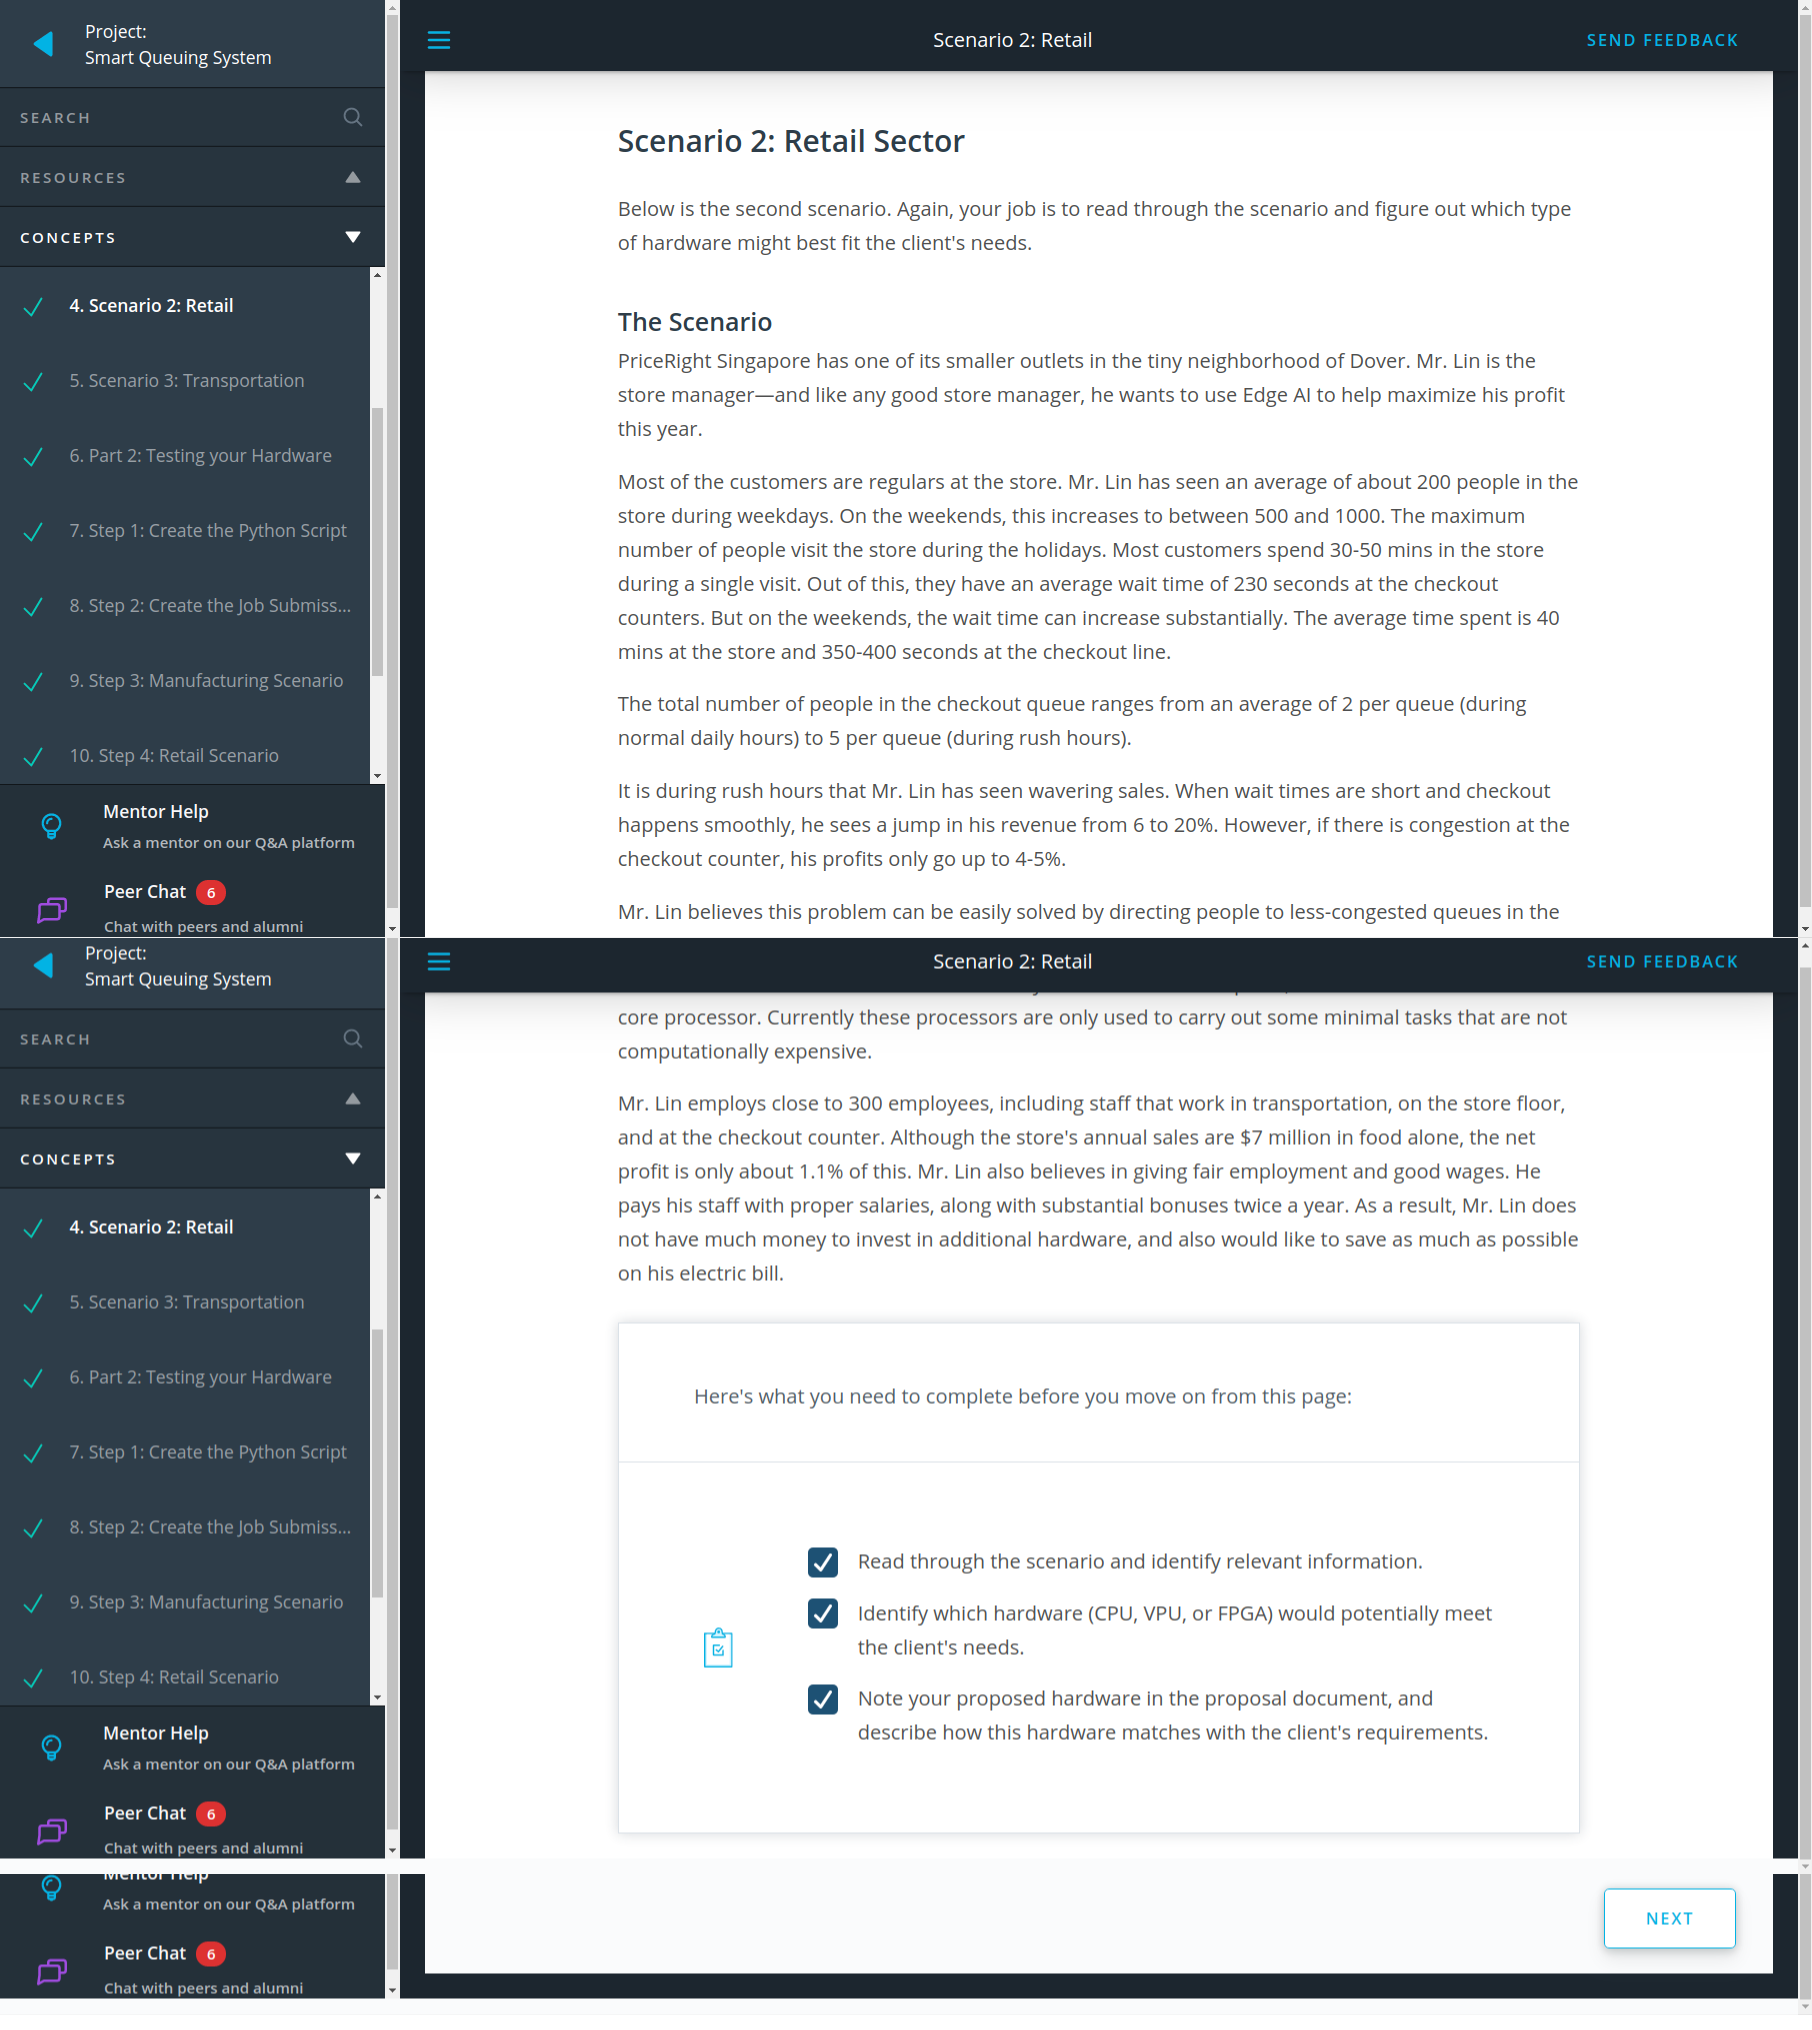 Project:
Smart Queuing System
SEARCH
RESOURCES
CONCEPTS
4. Scenario 2: Retail
5. Scenario 3: Transportation
6. Part 2: Testing your Hardware
7. Step 1: Create the Python Script
8. Step 2: Create the Job Submiss...
9. Step 3: Manufacturing Scenario
10. Step 4: Retail Scenario
Mentor Help
Ask a mentor on our Q&A platform
Peer Chat 6
Chat with peers and alumni
Scenario 2: Retail
SEND FEEDBACK
Scenario 2: Retail Sector
Below is the second scenario. Again, your job is to read through the scenario and figure out which type
of hardware might best fit the client's needs.
The Scenario
PriceRight Singapore has one of its smaller outlets in the tiny neighborhood of Dover. Mr. Lin is the
store manager—and like any good store manager, he wants to use Edge AI to help maximize his profit
this year.
Most of the customers are regulars at the store. Mr. Lin has seen an average of about 200 people in the
store during weekdays. On the weekends, this increases to between 500 and 1000. The maximum
number of people visit the store during the holidays. Most customers spend 30-50 mins in the store
during a single visit. Out of this, they have an average wait time of 230 seconds at the checkout
counters. But on the weekends, the wait time can increase substantially. The average time spent is 40
mins at the store and 350-400 seconds at the checkout line.
The total number of people in the checkout queue ranges from an average of 2 per queue (during
normal daily hours) to 5 per queue (during rush hours).
It is during rush hours that Mr. Lin has seen wavering sales. When wait times are short and checkout
happens smoothly, he sees a jump in his revenue from 6 to 20%. However, if there is congestion at the
checkout counter, his profits only go up to 4-5%.
Mr. Lin believes this problem can be easily solved by directing people to less-congested queues in the
Project:
Smart Queuing System
SEARCH
RESOURCES
CONCEPTS
4. Scenario 2: Retail
5. Scenario 3: Transportation
6. Part 2: Testing your Hardware
7. Step 1: Create the Python Script
8. Step 2: Create the Job Submiss...
9. Step 3: Manufacturing Scenario
10. Step 4: Retail Scenario
Mentor Help
Ask a mentor on our Q&A platform
Peer Chat 6
Chat with peers and alumni
Scenario 2: Retail
SEND FEEDBACK
core processor. Currently these processors are only used to carry out some minimal tasks that are not
computationally expensive.
Mr. Lin employs close to 300 employees, including staff that work in transportation, on the store floor,
and at the checkout counter. Although the store's annual sales are $7 million in food alone, the net
profit is only about 1.1% of this. Mr. Lin also believes in giving fair employment and good wages. He
pays his staff with proper salaries, along with substantial bonuses twice a year. As a result, Mr. Lin does
not have much money to invest in additional hardware, and also would like to save as much as possible
on his electric bill.
Here's what you need to complete before you move on from this page:
Read through the scenario and identify relevant information.
Identify which hardware (CPU, VPU, or FPGA) would potentially meet
the client's needs.
Note your proposed hardware in the proposal document, and
describe how this hardware matches with the client's requirements.
Mentor Help
Ask a mentor on our Q&A platform
Peer Chat 6
Chat with peers and alumni
NEXT